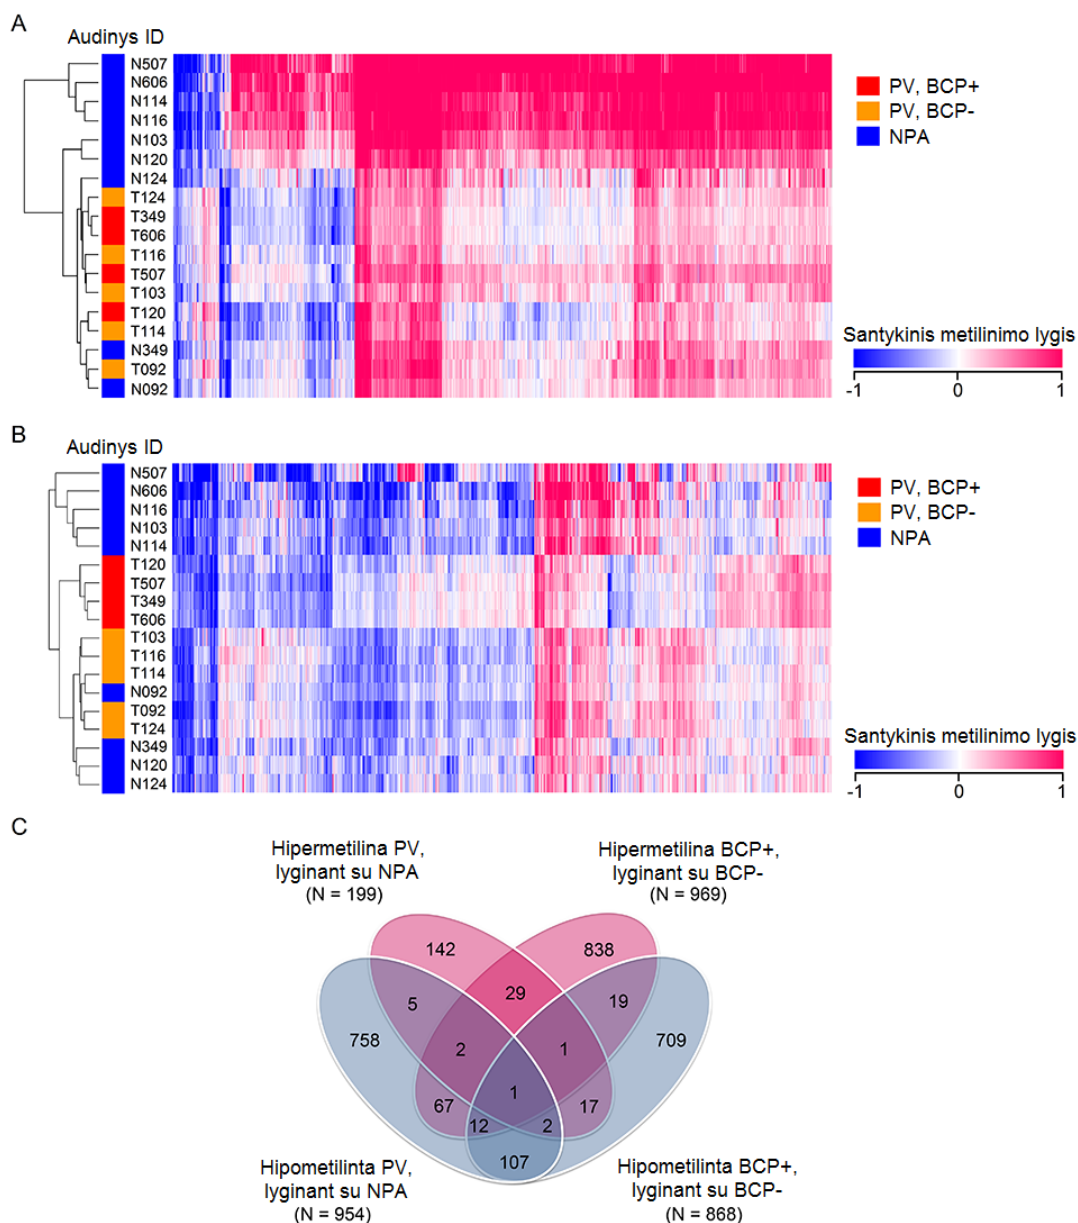 A
Audinys ID
N507
N606
N114
N116
N103
N120
N124
T124
T349
T606
T116
T507
T103
T120
T114
N349
T092
N092
PV, BCP+
PV, BCP-
NPA
Santykinis metilinimo lygis
-1 0 1
B
Audinys ID
N507
N606
N116
N103
N114
T120
T507
T349
T606
T103
T116
T114
N092
T092
T124
N349
N120
N124
PV, BCP+
PV, BCP-
NPA
Santykinis metilinimo lygis
-1 0 1
C
Hipermetilina PV,
lyginant su NPA
(N = 199)
Hipermetilina BCP+,
lyginant su BCP-
(N = 969)
142 838
29
5 19
758 2 1 709
1
67 17
12 2
107
Hipometilinta PV,
lyginant su NPA
(N = 954)
Hipometilinta BCP+,
lyginant su BCP-
(N = 868)